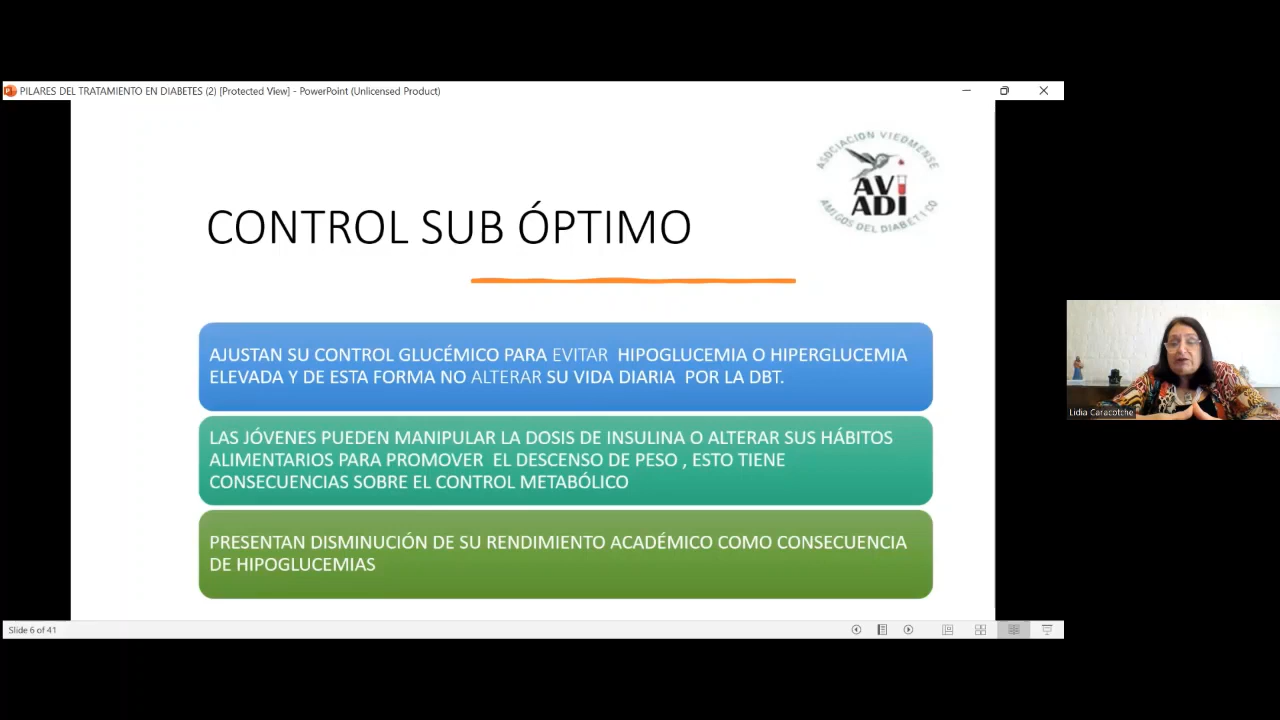 PILARES DEL TRATAMIENTO EN DIABETES (2) [Protected View] - PowerPoint (Unlicensed Product)
ASOCIACION VIEDMENSE
AVI
ADI
AMIGOS DEL DIABETICO
CONTROL SUB ÓPTIMO
AJUSTAN SU CONTROL GLUCÉMICO PARA EVITAR HIPOGLUCEMIA O HIPERGLUCEMIA
ELEVADA Y DE ESTA FORMA NO ALTERAR SU VIDA DIARIA POR LA DBT.
LAS JÓVENES PUEDEN MANIPULAR LA DOSIS DE INSULINA O ALTERAR SUS HÁBITOS
ALIMENTARIOS PARA PROMOVER EL DESCENSO DE PESO , ESTO TIENE
CONSECUENCIAS SOBRE EL CONTROL METABÓLICO
PRESENTAN DISMINUCIÓN DE SU RENDIMIENTO ACADÉMICO COMO CONSECUENCIA
DE HIPOGLUCEMIAS
Lidia Caracotche
Slide 6 of 41